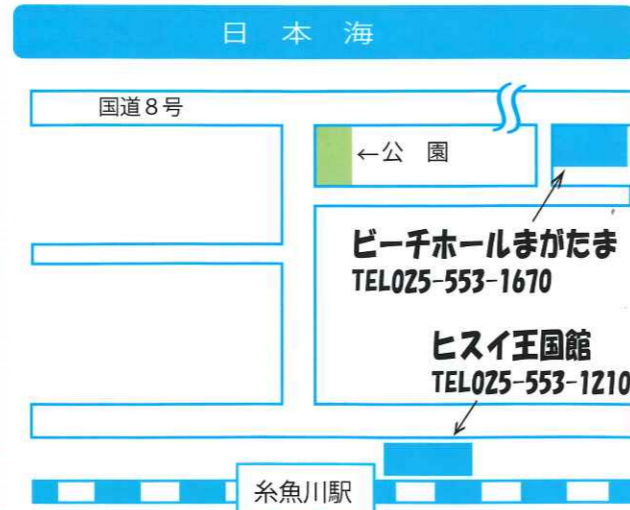 日本海
国道８号
←公 園
ビーチホールまがたま
TEL025-553-1670
ヒスイ王国館
TEL025-553-1210
糸魚川駅